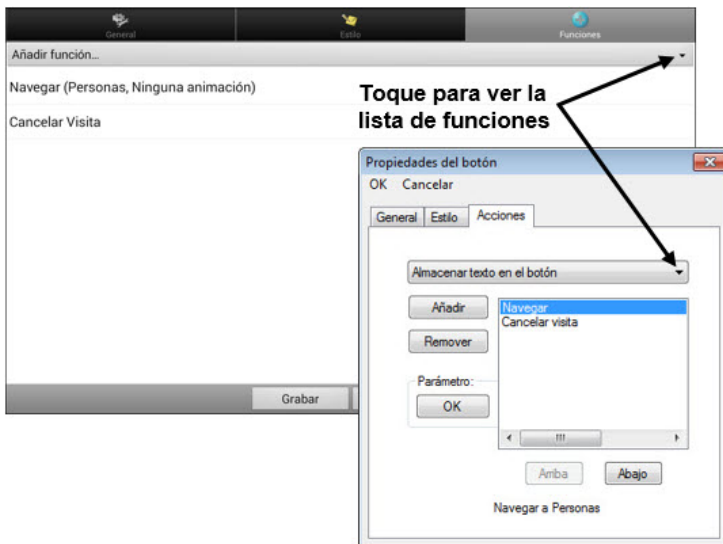 General
Estilo
Funciones
Añadir función...
Navegar (Personas, Ninguna animación)
Cancelar Visita
Toque para ver la
lista de funciones
Grabar
Propiedades del botón
OK Cancelar
General Estilo Acciones
Almacenar texto en el botón
Añadir
Remover
Navegar
Cancelar visita
Parámetro:
OK
Arriba Abajo
Navegar a Personas